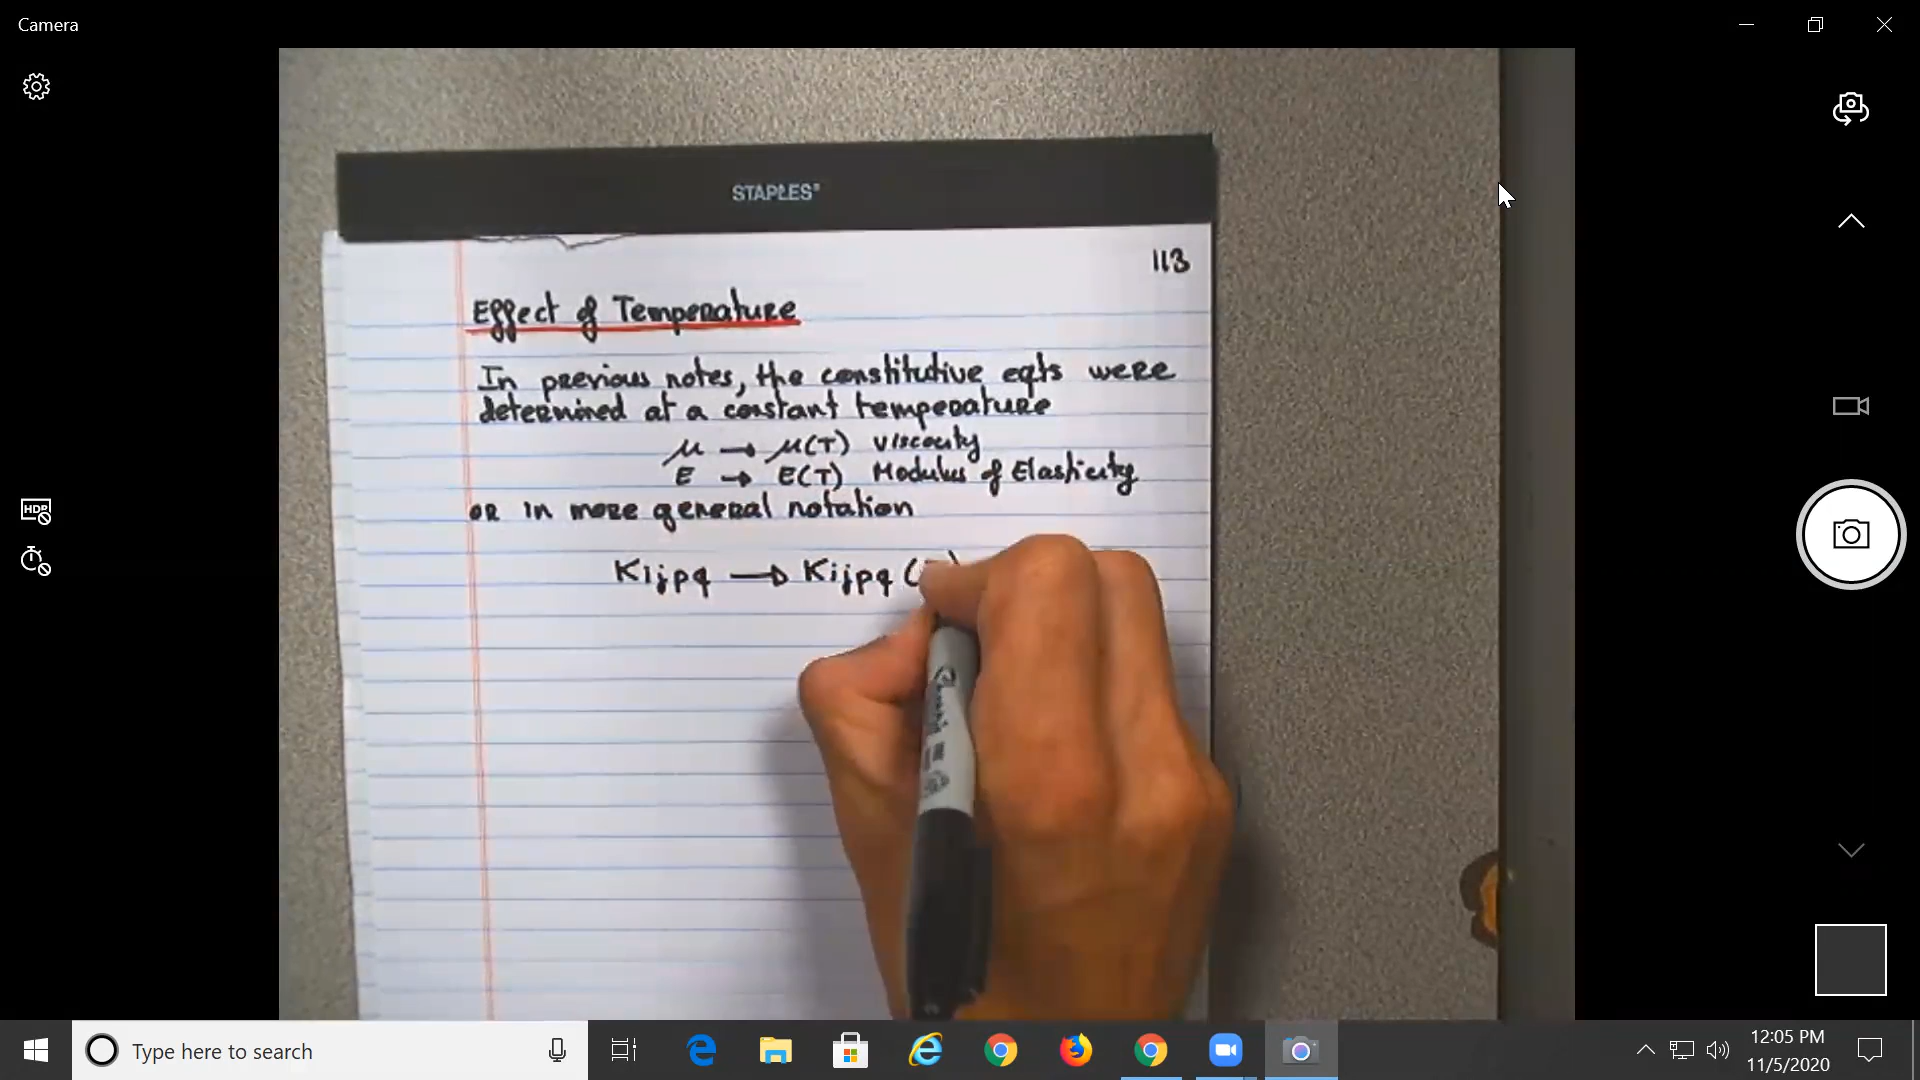 Camera
STAPLES
113
Effect of Temperature
In previous notes, the constitutive eqts were
determined at a constant temperature
μ → μ(T) viscosity
E → E(T) Modulus of Elasticity
or in more general notation
Kijpq → Kijpq (
Type here to search
12:05 PM
11/5/2020